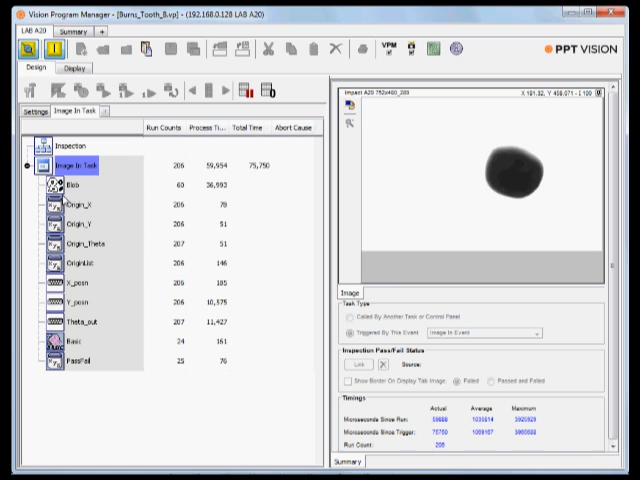 Vision Program Manager - [Burns_Tooth_B.vp] - (192.168.0.128 LAB A20)
LAB A20 Summary +
VPM
PPT VISION
Design Display
Settings Image In Task
Run Counts Process Ti... Total Time Abort Cause
Inspection
Image In Task 206 59,954 75,750
Blob 60 36,993
Origin_X 206 78
Origin_Y 206 51
Origin_Theta 207 51
OriginList 206 146
X_posn 206 185
Y_posn 206 10,575
Theta_out 207 11,427
Basic 24 161
PassFail 25 76
Image
Task Type
Called By Another Task or Control Panel
Triggered By This Event Image In Event
Inspection Pass/Fail Status
Link Source:
Show Border On Display Tab Image: Failed Passed and Failed
Timings
Actual Average Maximum
Microseconds Since Run:
Microseconds Since Trigger: 75750
Run Count: 206
Summary